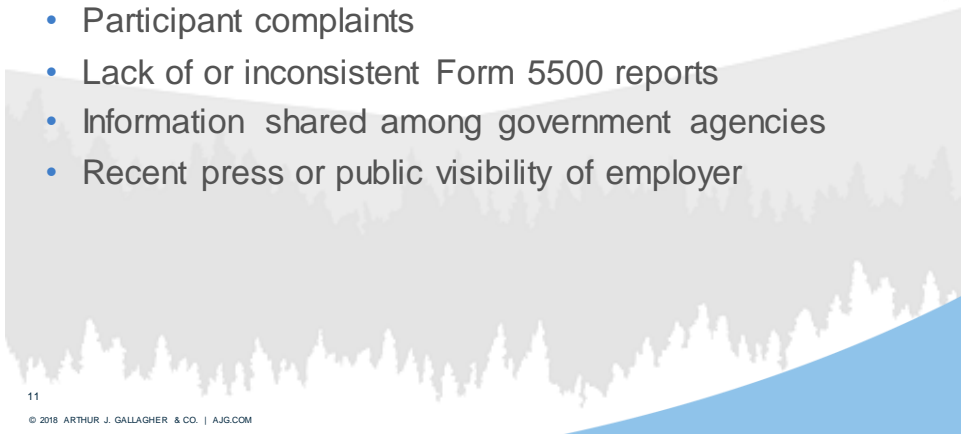 • Participant complaints
• Lack of or inconsistent Form 5500 reports
• Information shared among government agencies
• Recent press or public visibility of employer
11
© 2018 ARTHUR J. GALLAGHER & CO. | AJG.COM